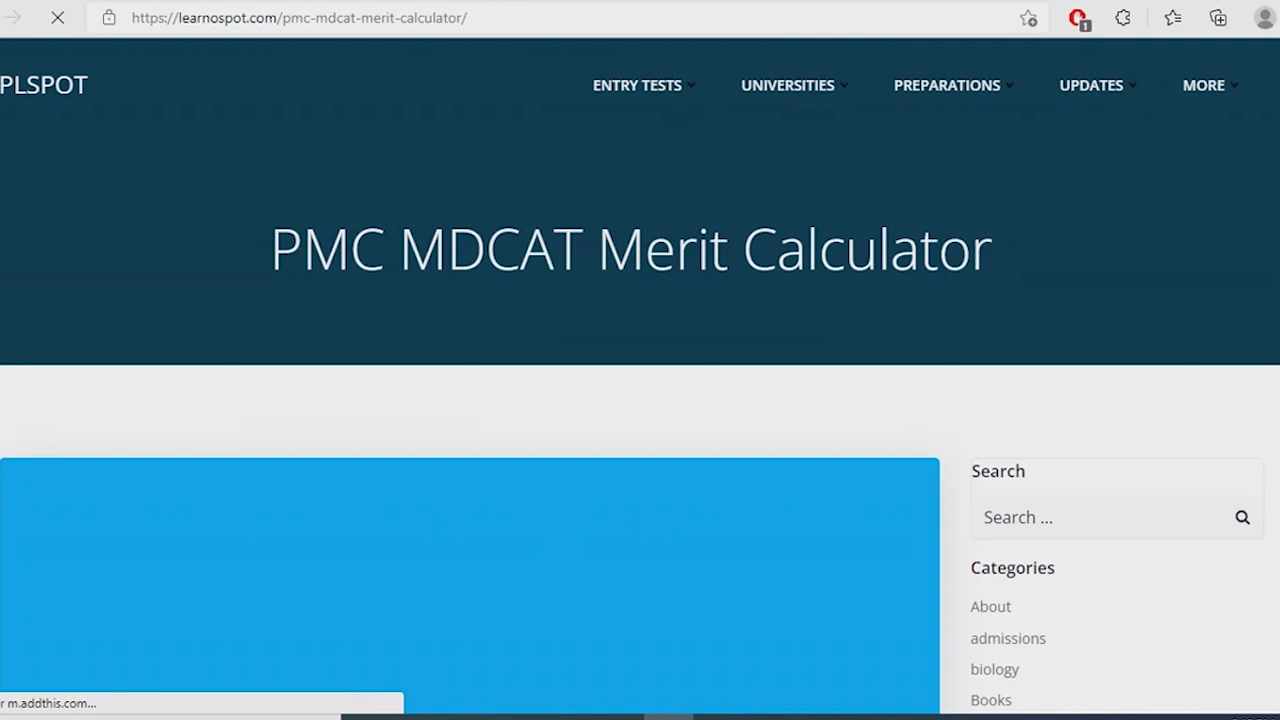 https://learnospot.com/pmc-mdcat-merit-calculator/
1
PLSPOT
ENTRY TESTS
UNIVERSITIES
PREPARATIONS
UPDATES
MORE
PMC MDCAT Merit Calculator
Search
Search ...
Categories
About
admissions
biology
Books
r m.addthis.com...